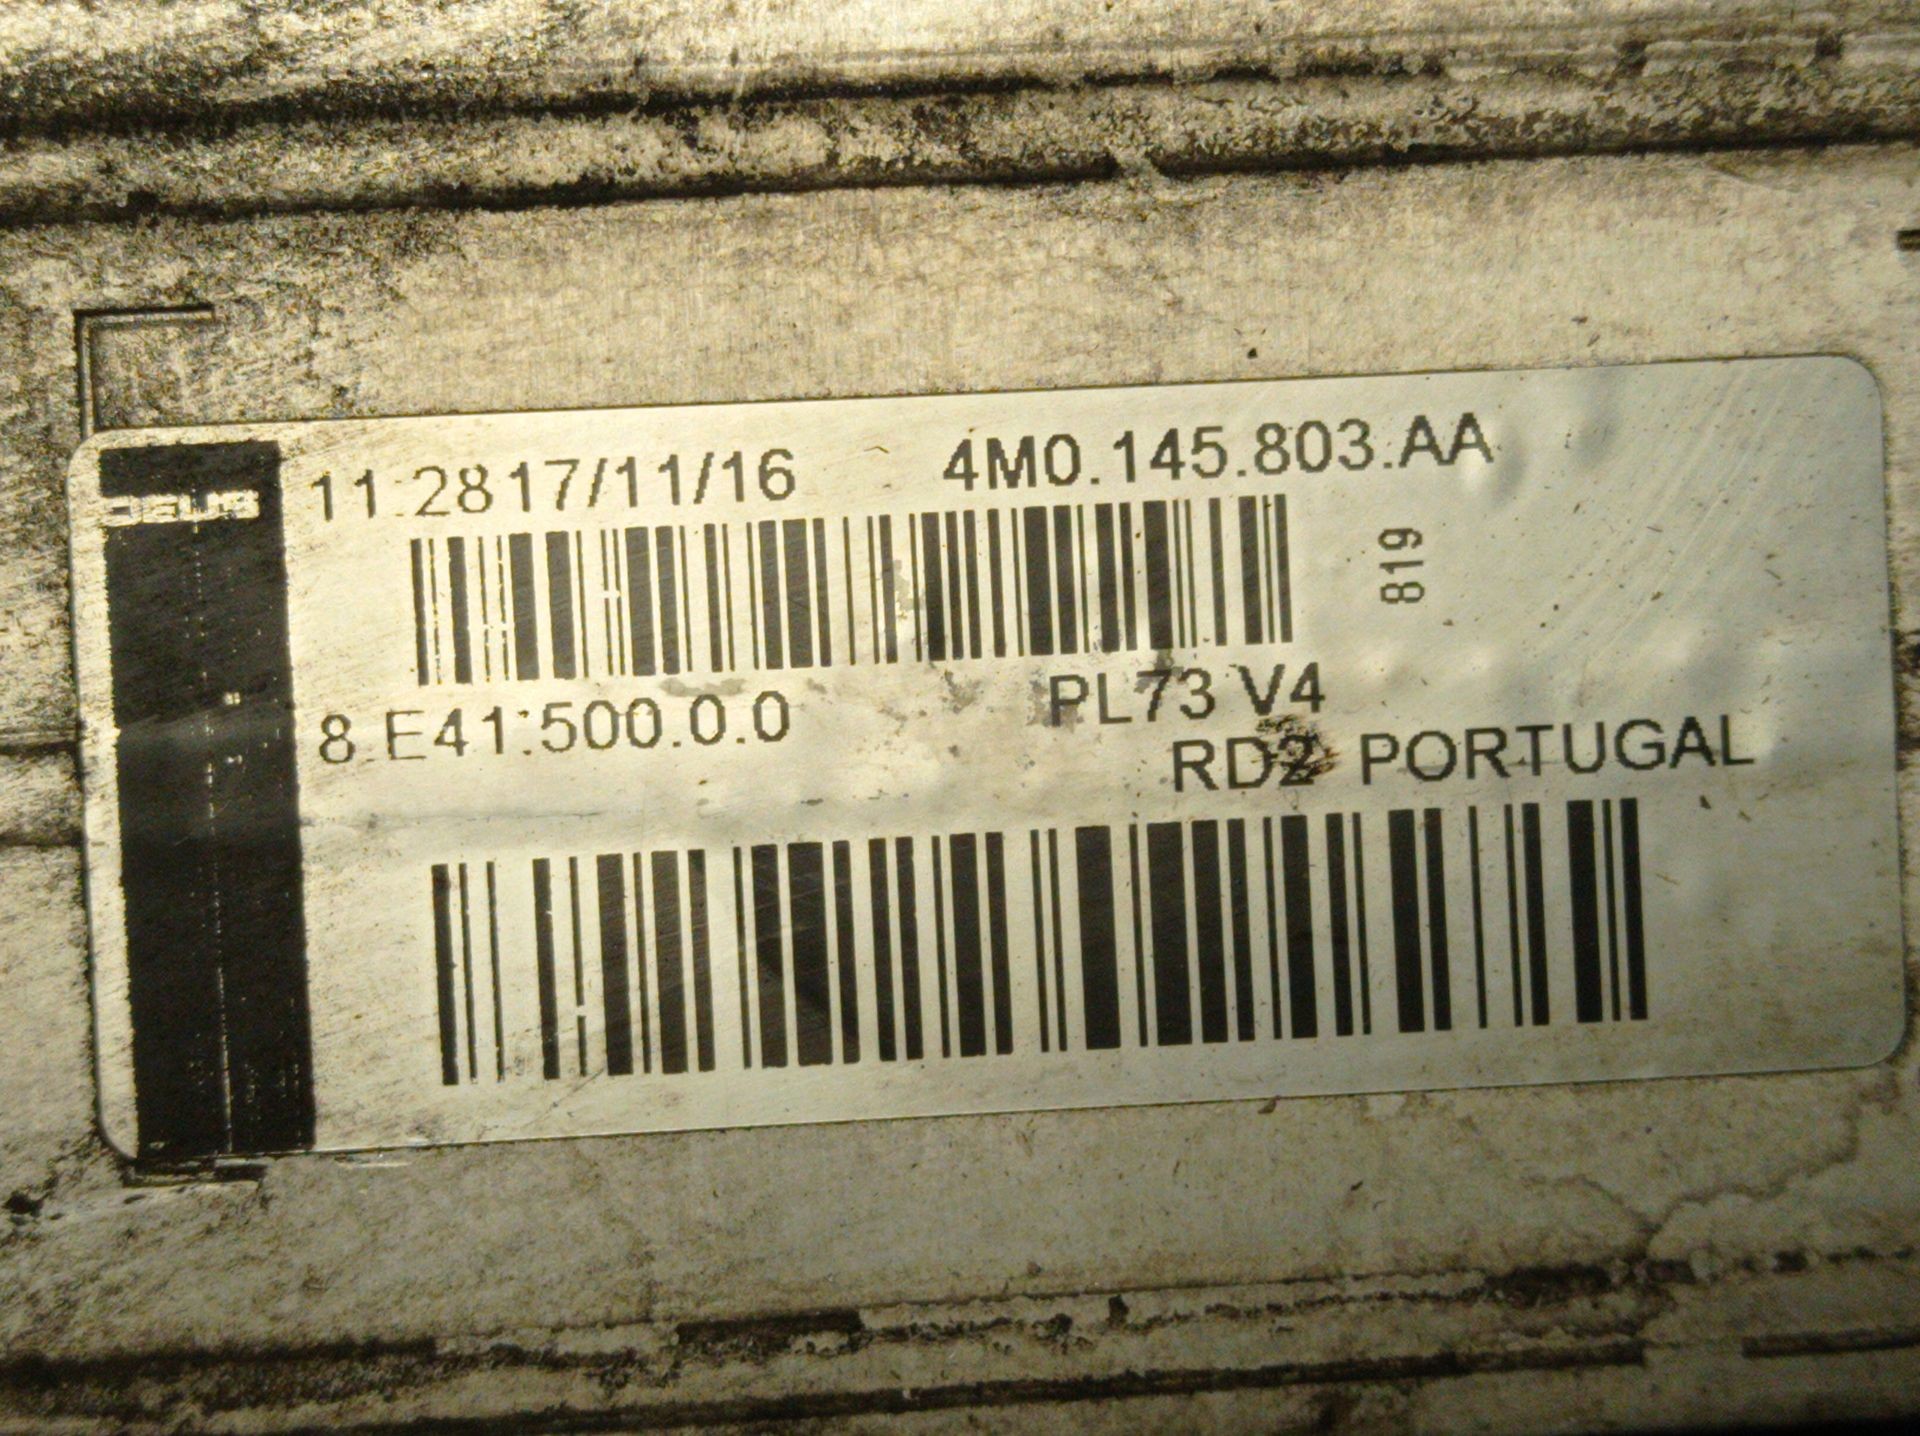 11:2817/11/16 4M0.145.803.AA
819
8.E41.500.0.0 PL73 V4
RD2 PORTUGAL